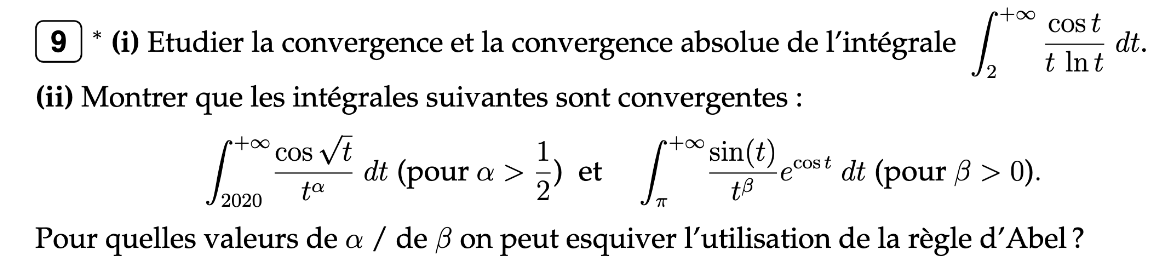 9 * (i) Etudier la convergence et la convergence absolue de l'intégrale $\int_{2}^{+\infty} \frac{\cos t}{t \ln t} \, dt.$
(ii) Montrer que les intégrales suivantes sont convergentes :
$\int_{2020}^{+\infty} \frac{\cos \sqrt{t}}{t^{\alpha}} \, dt$ (pour $\alpha > \frac{1}{2}$) et $\int_{\pi}^{+\infty} \frac{\sin(t)}{t^{\beta}} e^{\cos t} \, dt$ (pour $\beta > 0$).
Pour quelles valeurs de $\alpha$ / de $\beta$ on peut esquiver l'utilisation de la règle d'Abel ?